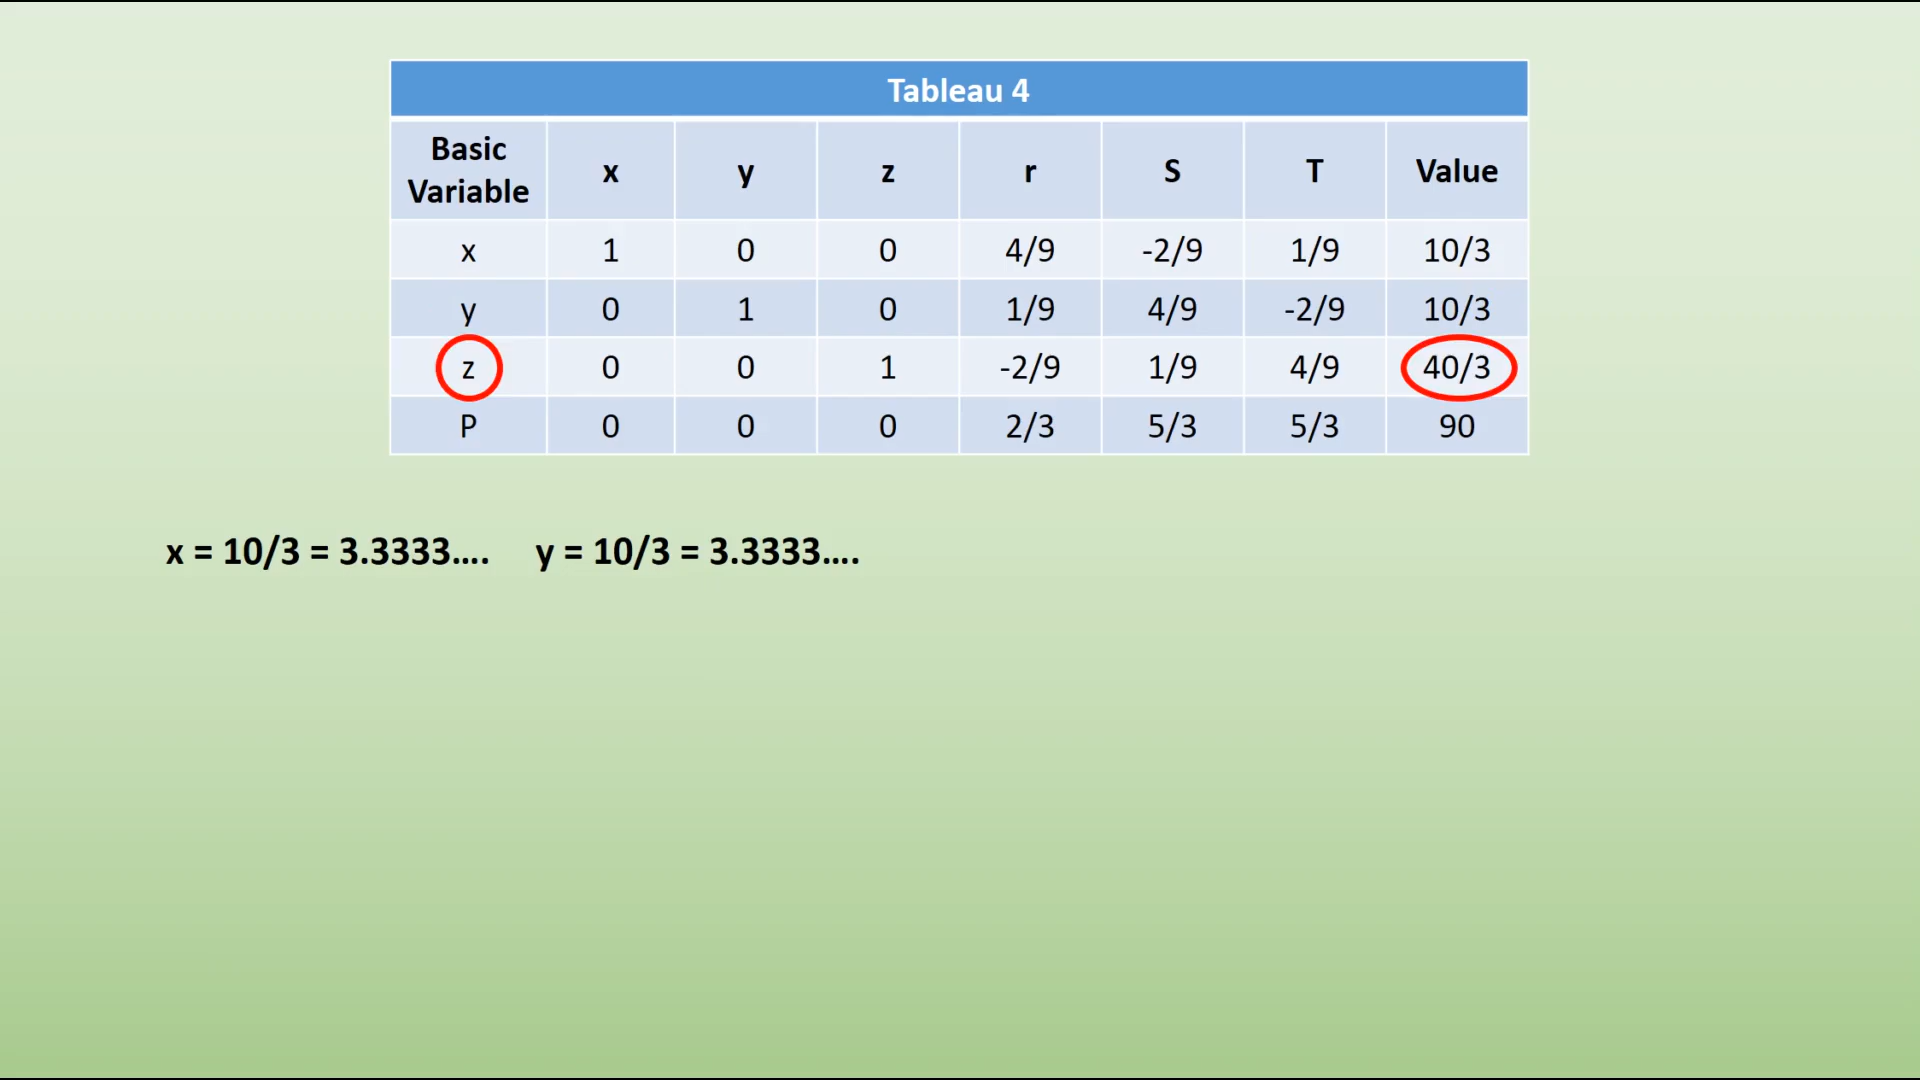 Tableau 4
Basic Variable x y z r S T Value
x 1 0 0 4/9 -2/9 1/9 10/3
y 0 1 0 1/9 4/9 -2/9 10/3
z 0 0 1 -2/9 1/9 4/9 40/3
P 0 0 0 2/3 5/3 5/3 90
x = 10/3 = 3.3333.... y = 10/3 = 3.3333....